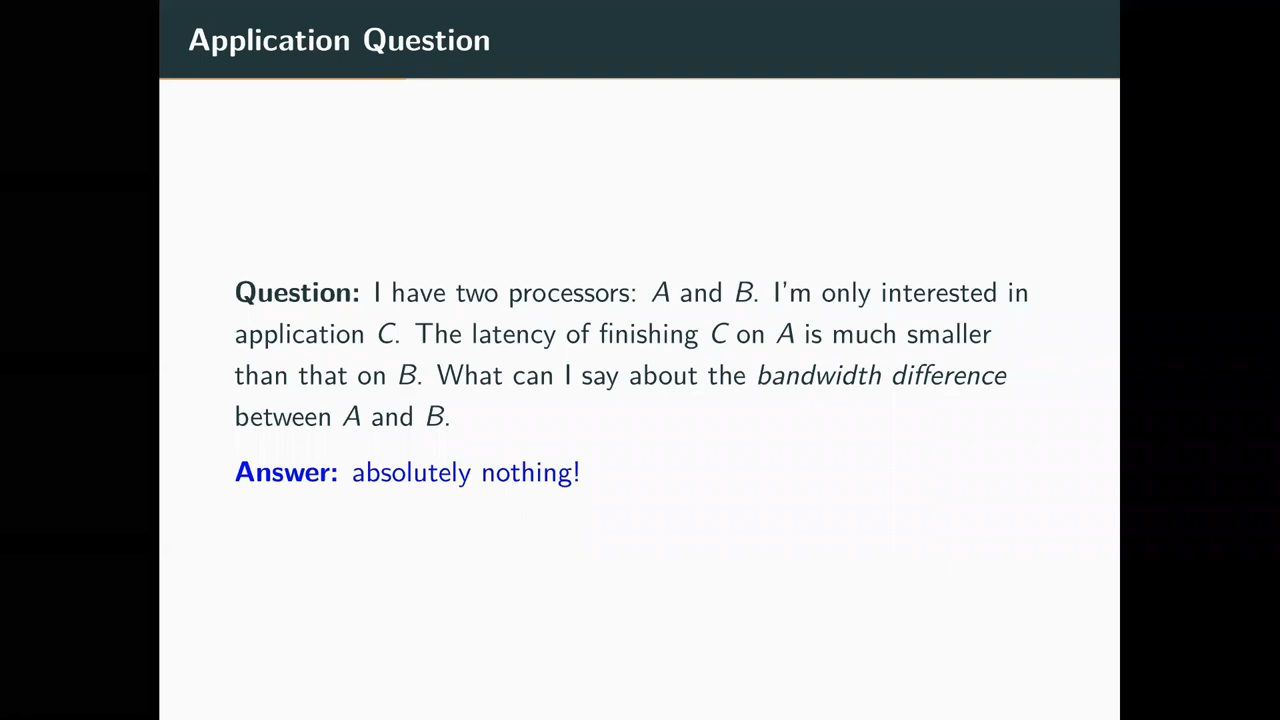 Application Question
Question: I have two processors: A and B. I'm only interested in
application C. The latency of finishing C on A is much smaller
than that on B. What can I say about the bandwidth difference
between A and B.
Answer: absolutely nothing!